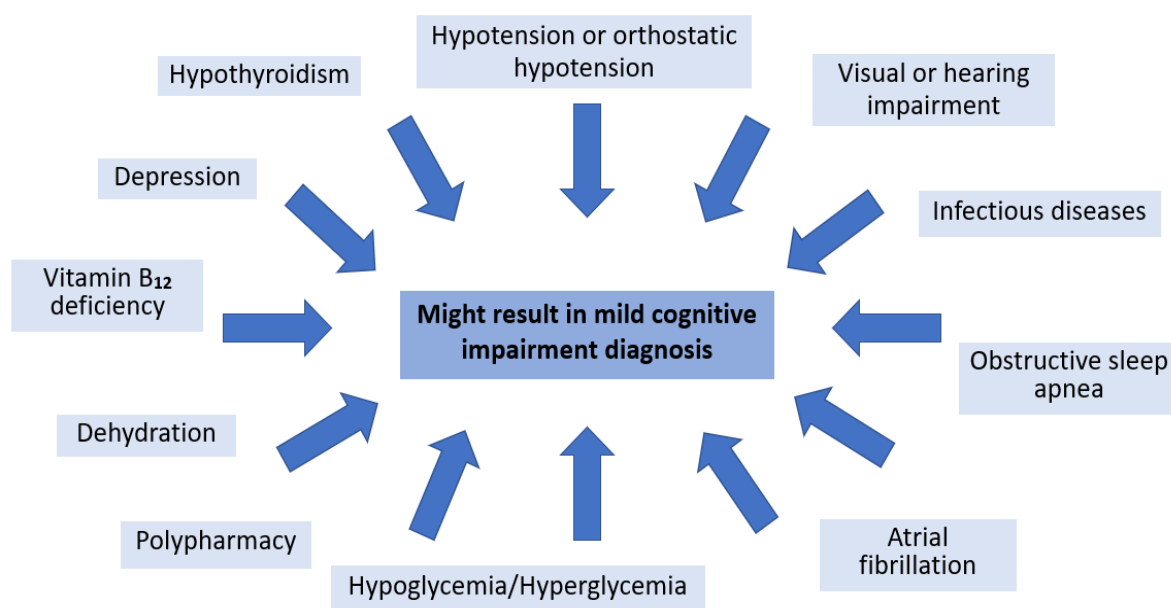 Hypotension or orthostatic
hypotension
Hypothyroidism
Visual or hearing
impairment
Depression
Infectious diseases
Vitamin B₁₂
deficiency
Might result in mild cognitive
impairment diagnosis
Obstructive sleep
apnea
Dehydration
Polypharmacy
Atrial
fibrillation
Hypoglycemia/Hyperglycemia